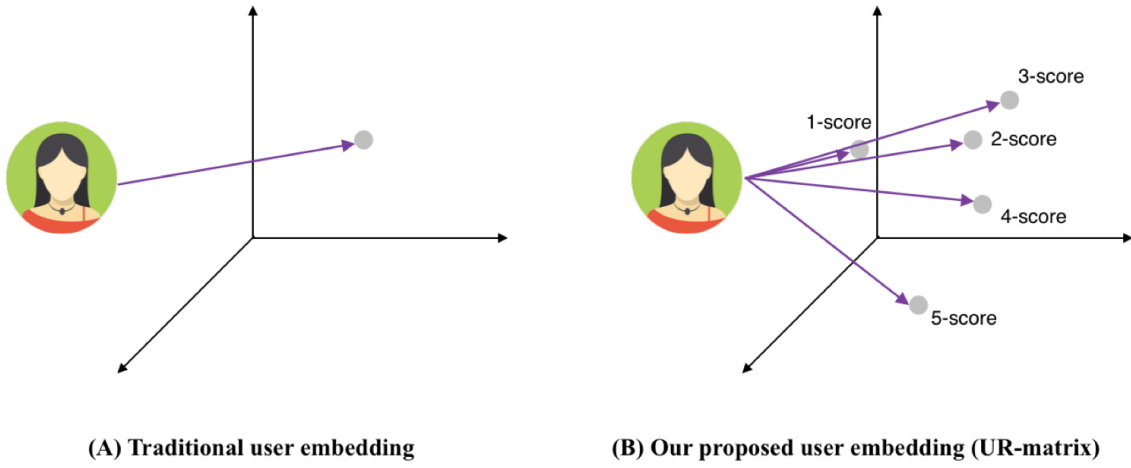 3-score
1-score
2-score
4-score
5-score
(A) Traditional user embedding
(B) Our proposed user embedding (UR-matrix)